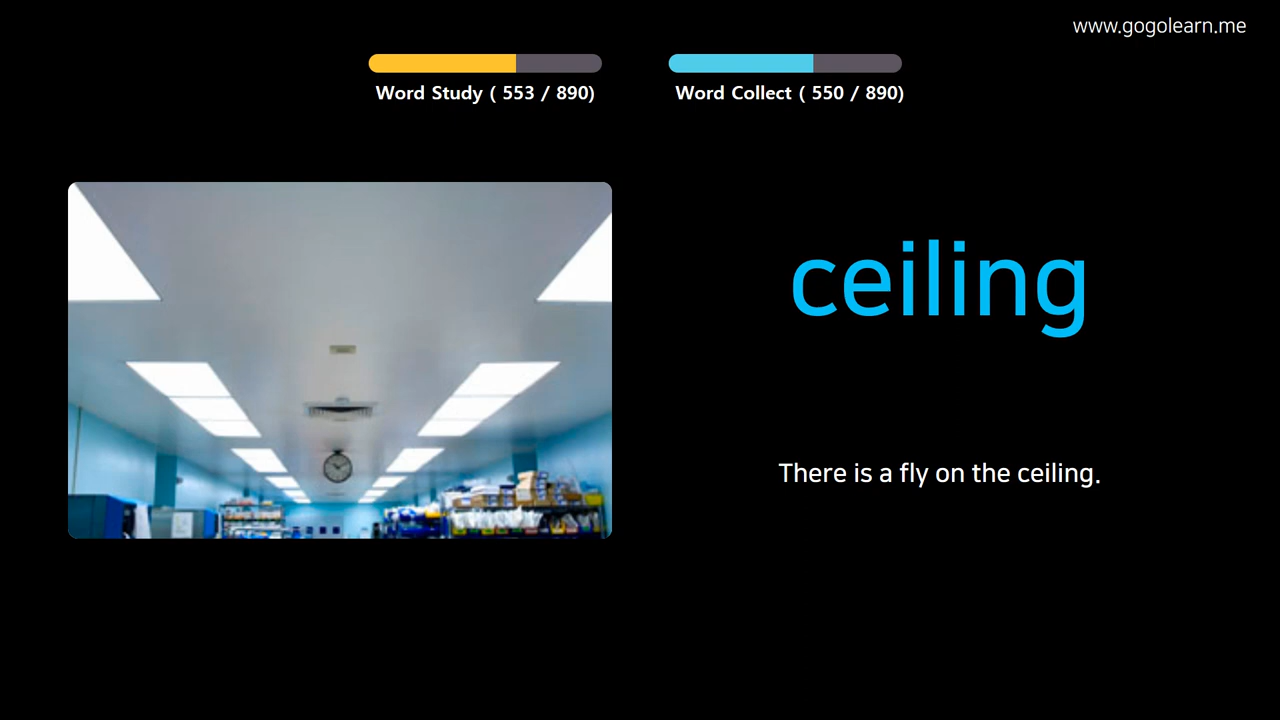 www.gogolearn.me
Word Study ( 553 / 890)
Word Collect ( 550 / 890)
ceiling
There is a fly on the ceiling.